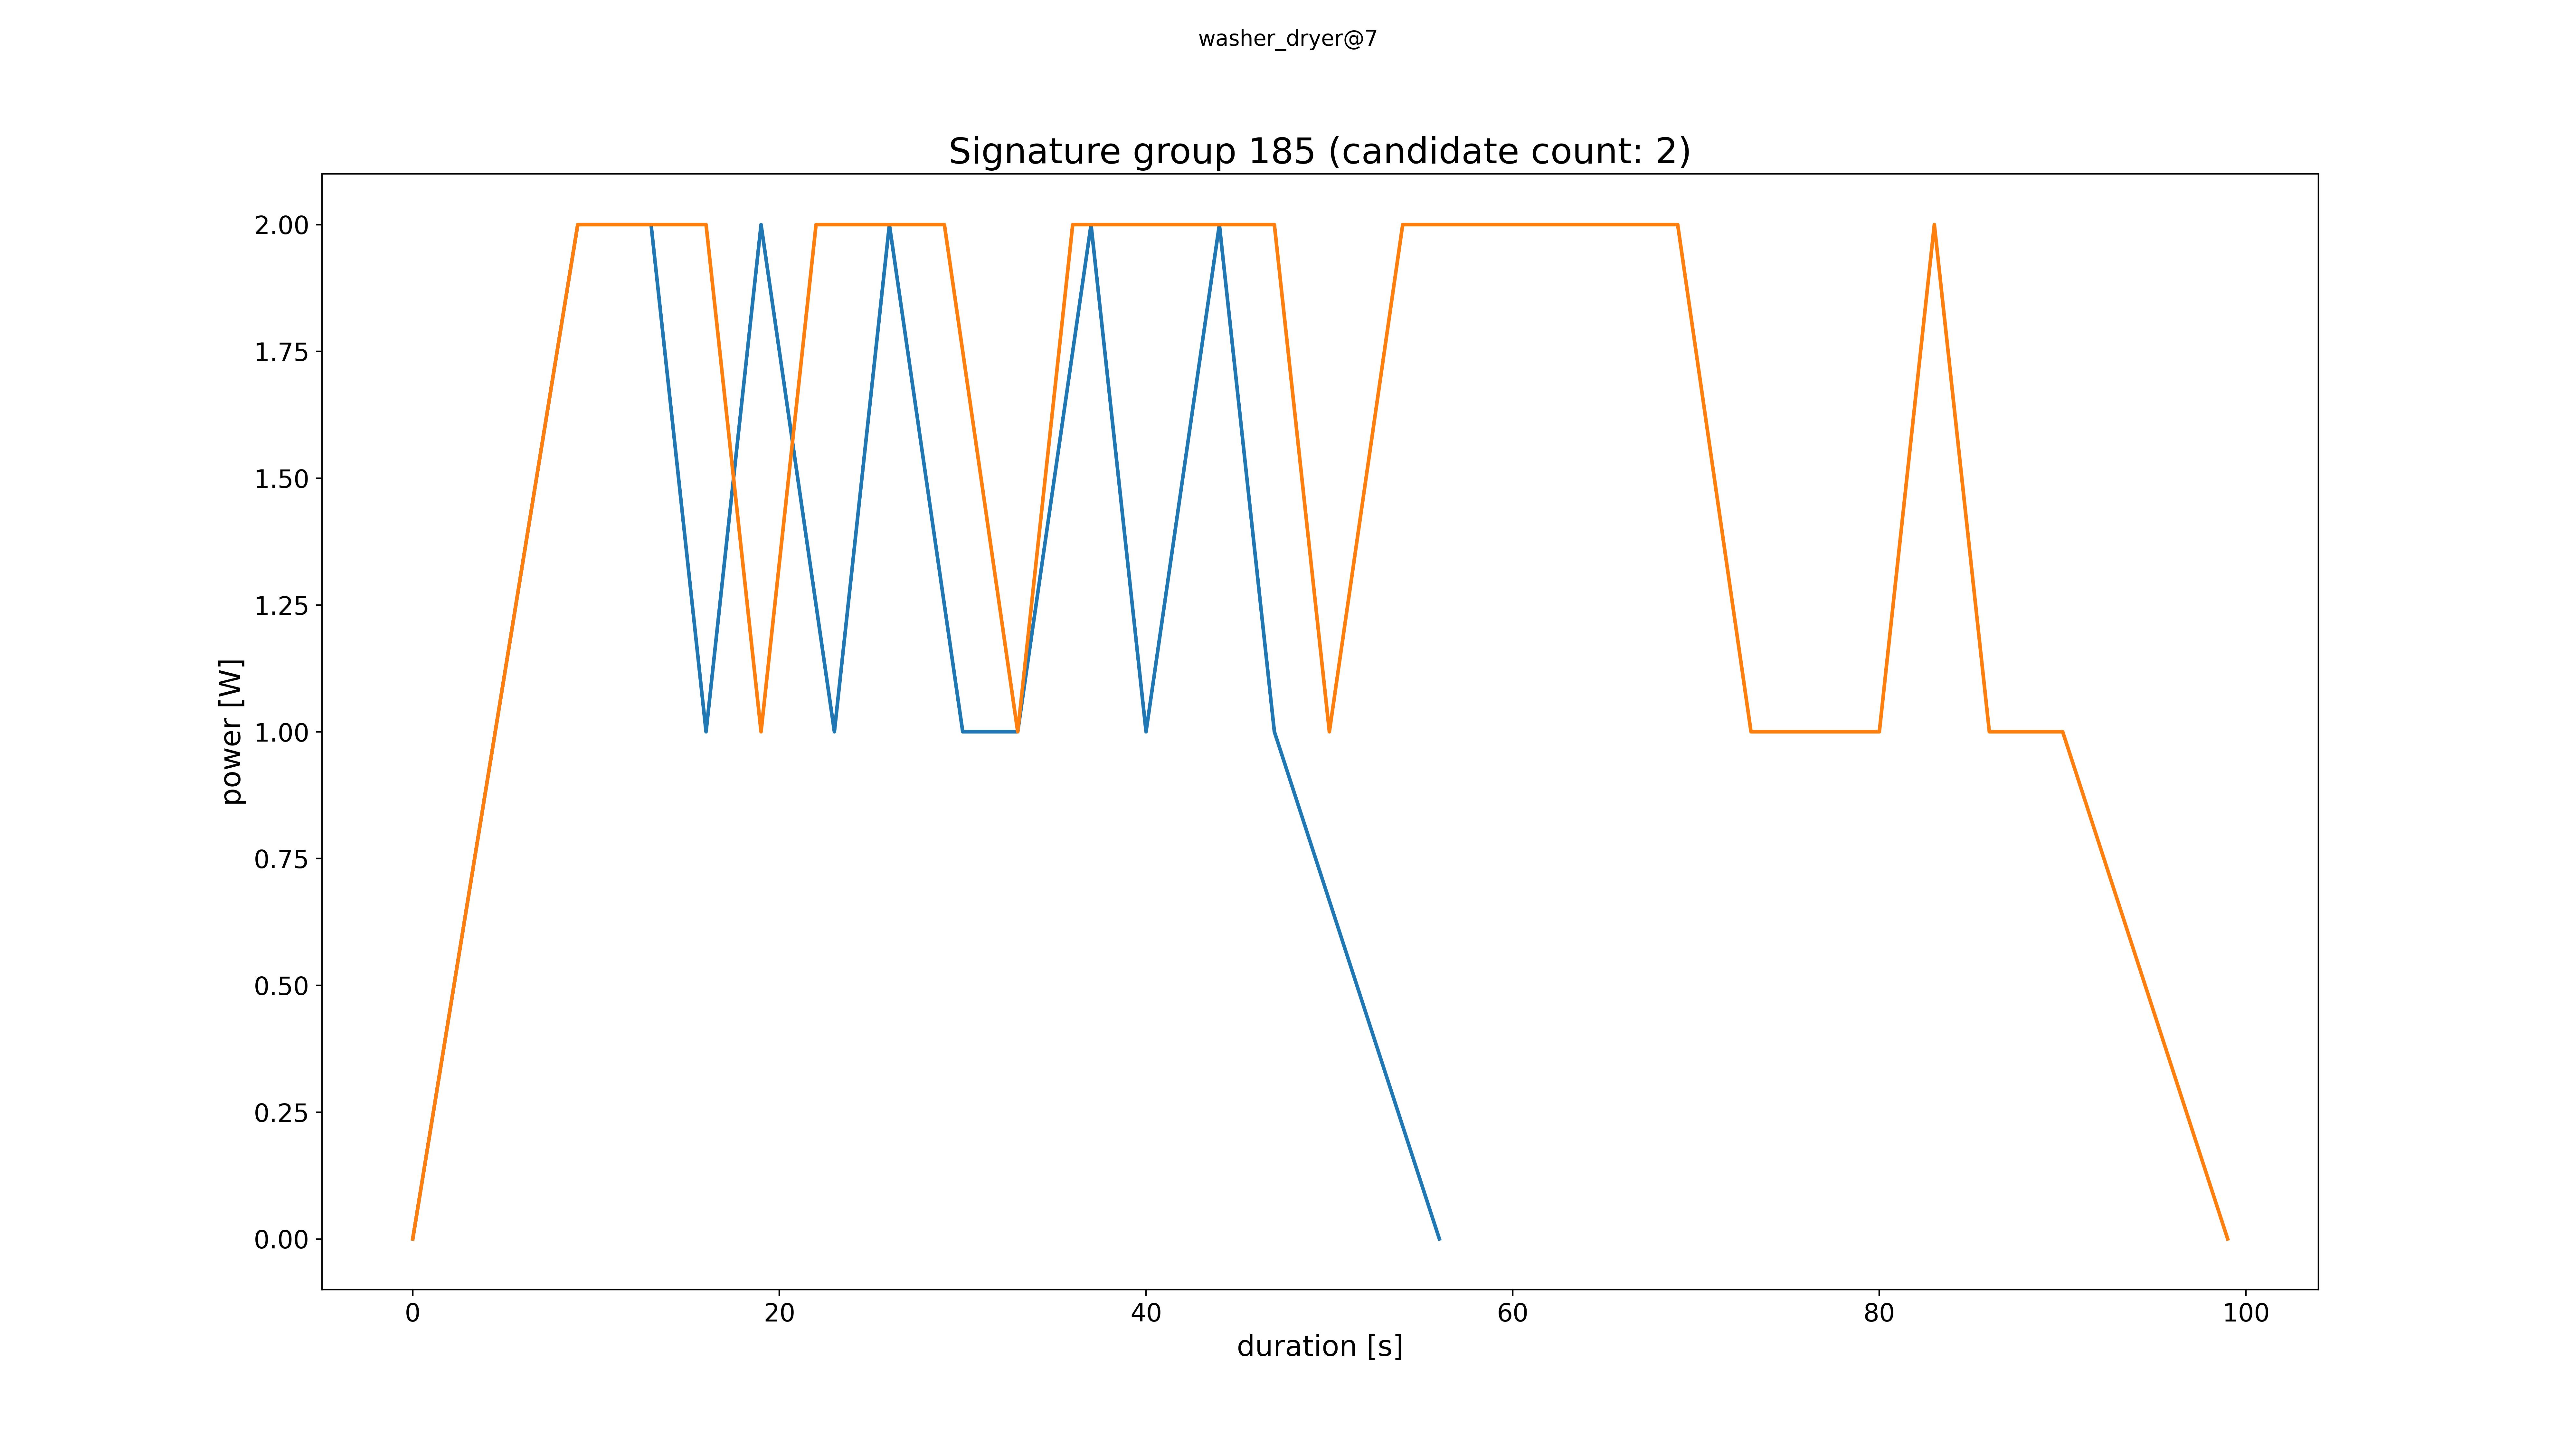 washer_dryer@7
Signature group 185 (candidate count: 2)
power [W]
2.00
1.75
1.50
1.25
1.00
0.75
0.50
0.25
0.00
0 20 40 60 80 100
duration [s]